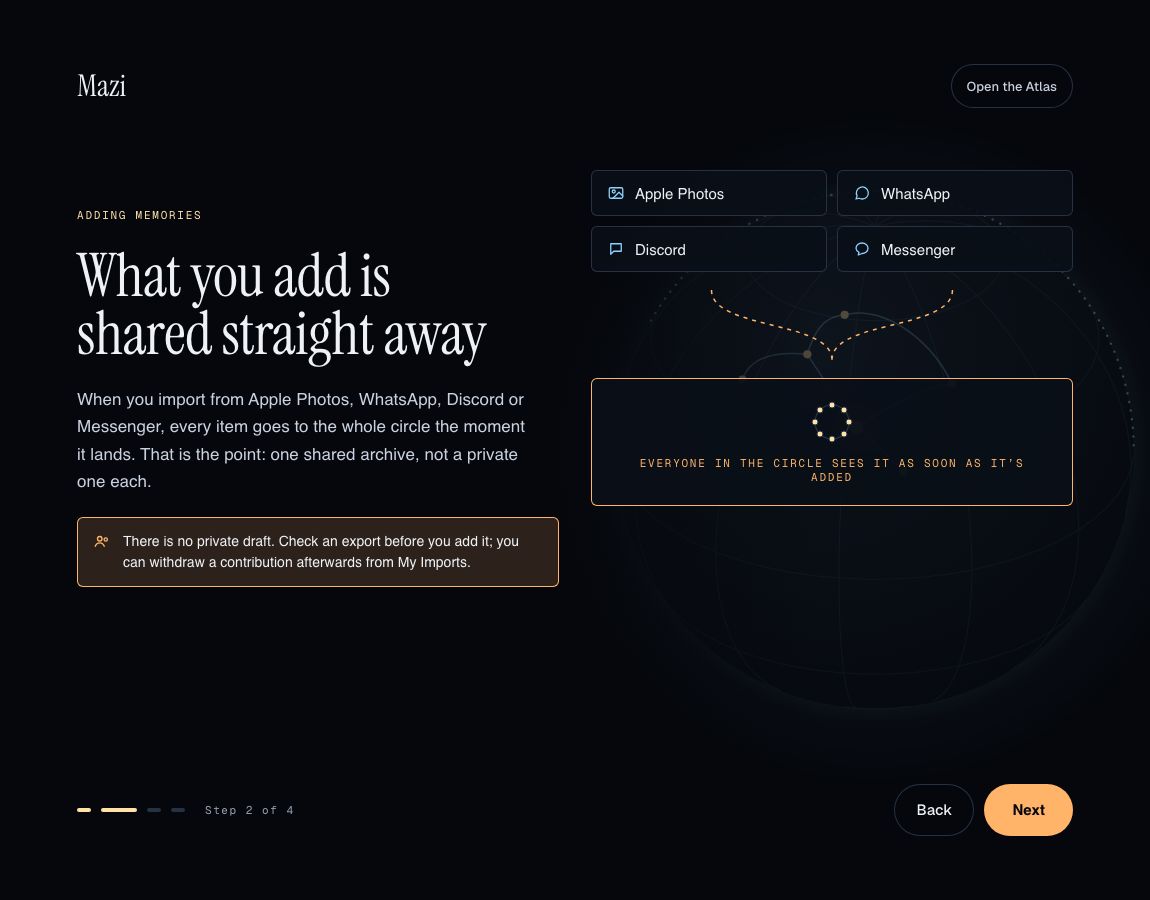 Mazi
Open the Atlas
ADDING MEMORIES
What you add is
shared straight away
When you import from Apple Photos, WhatsApp, Discord or
Messenger, every item goes to the whole circle the moment
it lands. That is the point: one shared archive, not a private
one each.
There is no private draft. Check an export before you add it; you
can withdraw a contribution afterwards from My Imports.
Apple Photos
WhatsApp
Discord
Messenger
EVERYONE IN THE CIRCLE SEES IT AS SOON AS IT’S
ADDED
Step 2 of 4
Back
Next